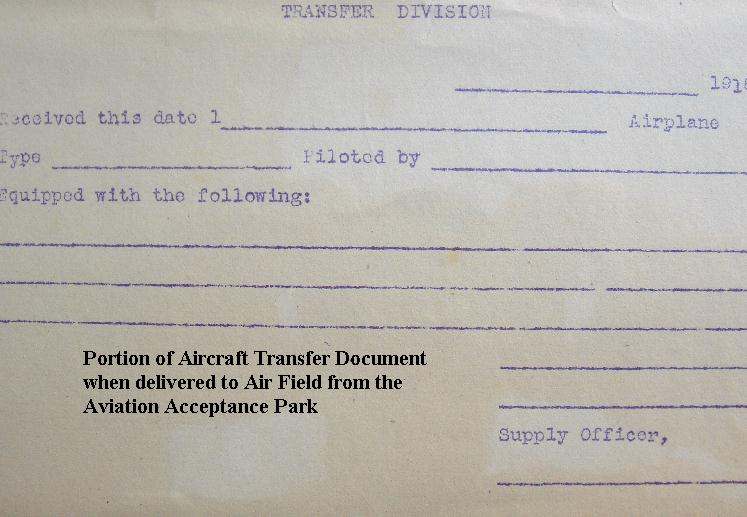 TRANSFER DIVISION
191
Received this date 1 Airplane
Type Piloted by
Equipped with the following:
Portion of Aircraft Transfer Document
when delivered to Air Field from the
Aviation Acceptance Park
Supply Officer,